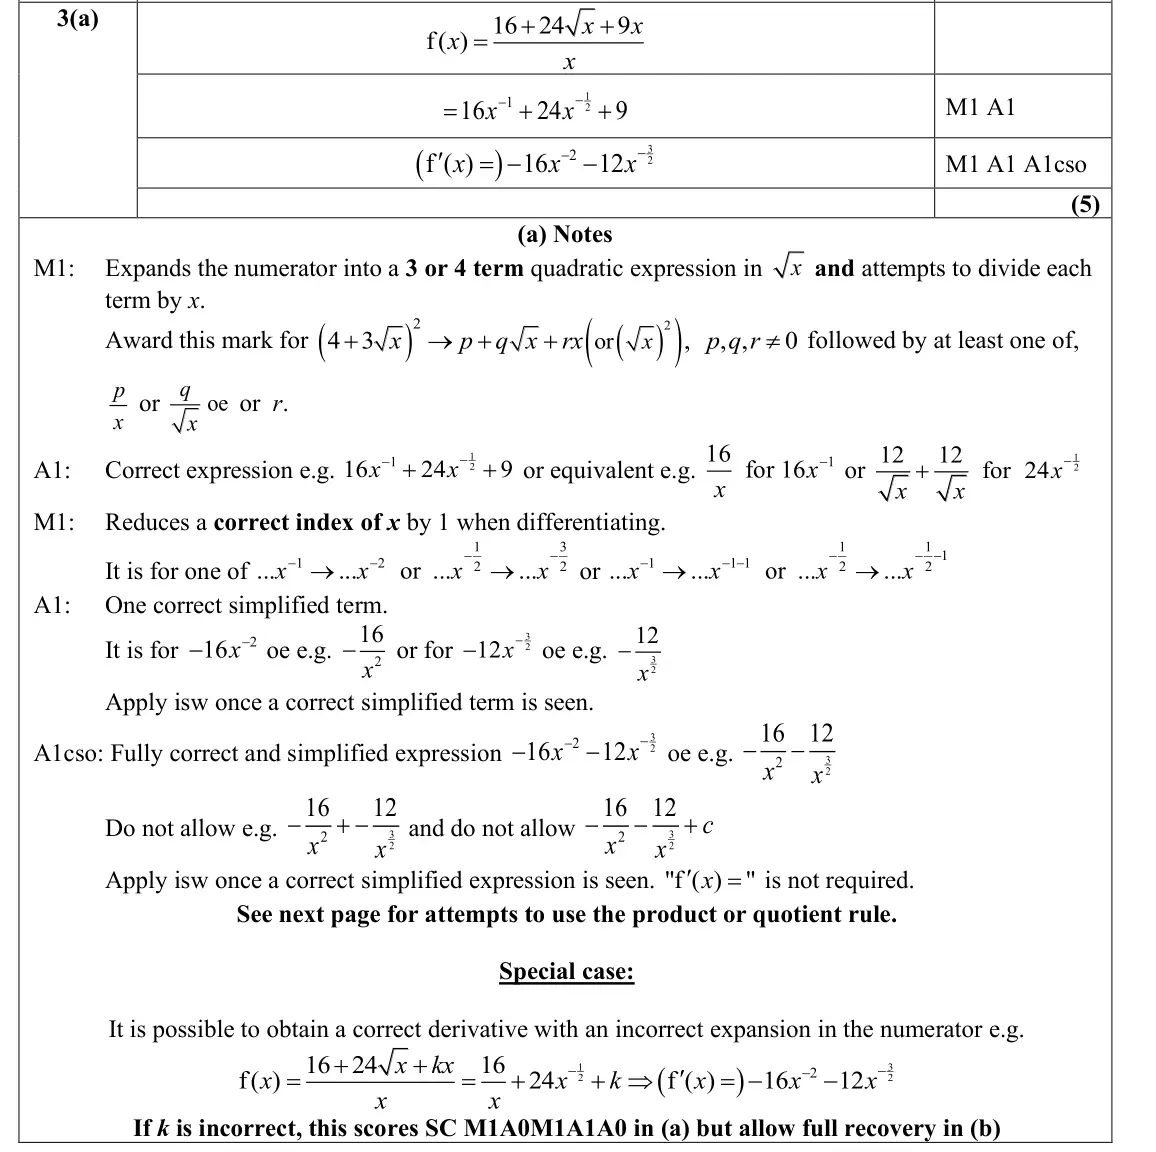 3(a)
f(x) = (16 + 24√x + 9x)/x
= 16x⁻¹ + 24x^(−1/2) + 9 M1 A1
(f′(x) =) −16x⁻² − 12x^(−3/2) M1 A1 A1cso
(5)
(a) Notes
M1: Expands the numerator into a 3 or 4 term quadratic expression in √x and attempts to divide each
term by x.
Award this mark for (4 + 3√x)² → p + q√x + rx(or(√x)²), p, q, r ≠ 0 followed by at least one of,
p/x or q/√x oe or r.
A1: Correct expression e.g. 16x⁻¹ + 24x^(−1/2) + 9 or equivalent e.g. 16/x for 16x⁻¹ or 12/√x + 12/√x for 24x^(−1/2)
M1: Reduces a correct index of x by 1 when differentiating.
It is for one of ...x⁻¹ → ...x⁻² or ...x^(−1/2) → ...x^(−3/2) or ...x⁻¹ → ...x^(−1−1) or ...x^(−1/2) → ...x^(−1/2−1)
A1: One correct simplified term.
It is for −16x⁻² oe e.g. −16/x² or for −12x^(−3/2) oe e.g. −12/x^(3/2)
Apply isw once a correct simplified term is seen.
A1cso: Fully correct and simplified expression −16x⁻² − 12x^(−3/2) oe e.g. −16/x² − 12/x^(3/2)
Do not allow e.g. −16/x² + −12/x^(3/2) and do not allow −16/x² − 12/x^(3/2) + c
Apply isw once a correct simplified expression is seen. "f′(x) =" is not required.
See next page for attempts to use the product or quotient rule.
Special case:
It is possible to obtain a correct derivative with an incorrect expansion in the numerator e.g.
f(x) = (16 + 24√x + kx)/x = 16/x + 24x^(−1/2) + k ⇒ (f′(x) =) −16x⁻² − 12x^(−3/2)
If k is incorrect, this scores SC M1A0M1A1A0 in (a) but allow full recovery in (b)